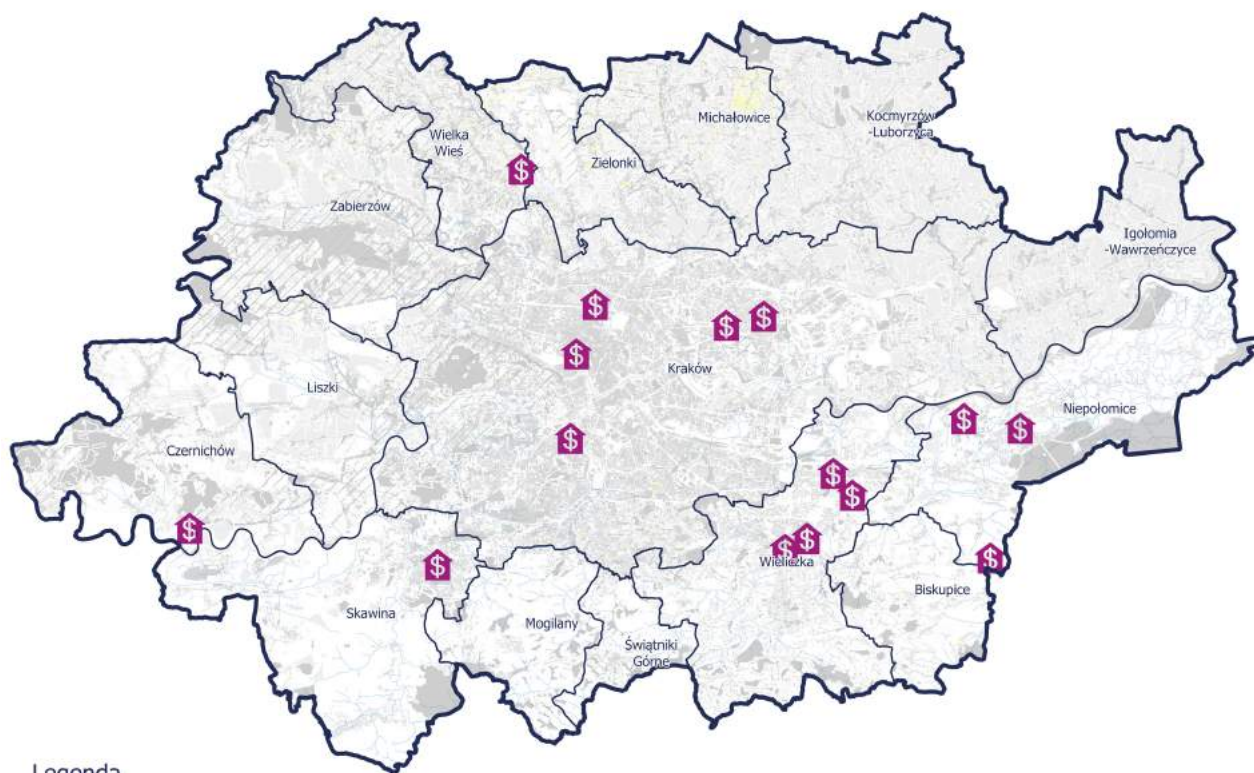 Michałowice
Kocmyrzów
-Luborzyca
Wielka
Wieś
Zielonki
Zabierzów
Igołomia
-Wawrzeńczyce
Kraków
Liszki
Niepołomice
Czernichów
Wieliczka
Biskupice
Skawina
Mogilany
Świątniki
Górne
Legenda